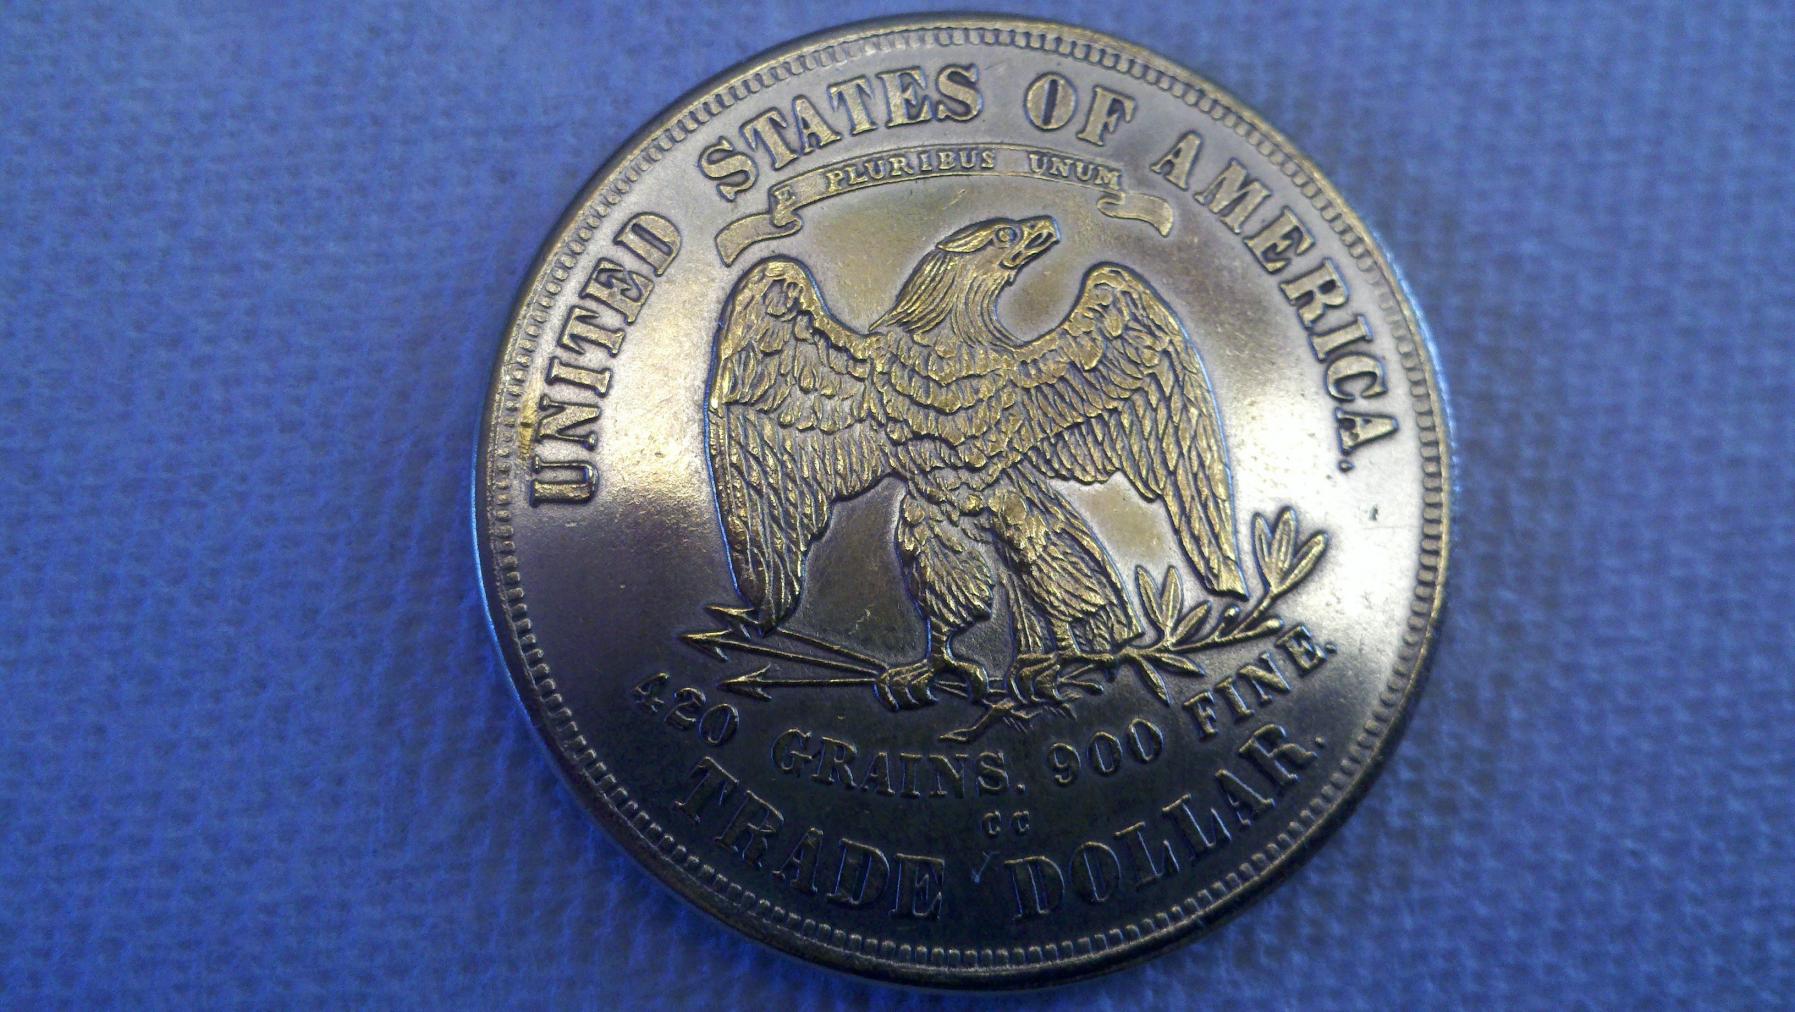 UNITED STATES OF AMERICA.
E PLURIBUS UNUM
420 GRAINS. 900 FINE.
CC
TRADE DOLLAR.